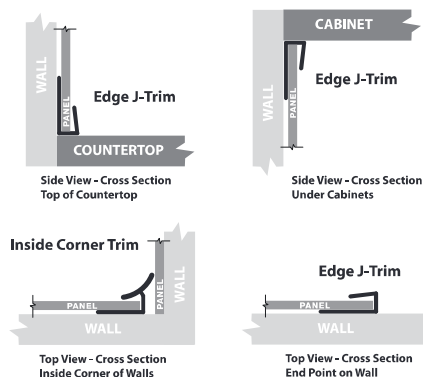 WALL
PANEL
Edge J-Trim
COUNTERTOP
Side View - Cross Section
Top of Countertop
CABINET
WALL
Edge J-Trim
PANEL
Side View - Cross Section
Under Cabinets
Inside Corner Trim
PANEL
WALL
PANEL
WALL
Top View - Cross Section
Inside Corner of Walls
Edge J-Trim
PANEL
WALL
Top View - Cross Section
End Point on Wall